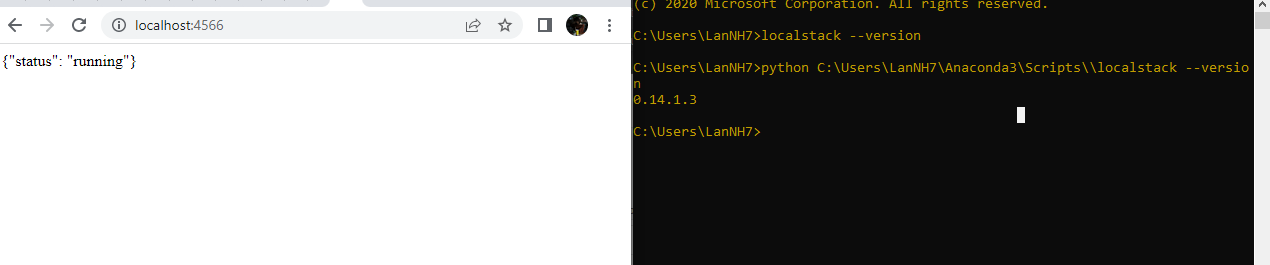 localhost:4566
{"status": "running"}
(c) 2020 Microsoft Corporation. All rights reserved.
C:\Users\LanNH7>localstack --version
C:\Users\LanNH7>python C:\Users\LanNH7\Anaconda3\Scripts\\localstack --versio
n
0.14.1.3
C:\Users\LanNH7>